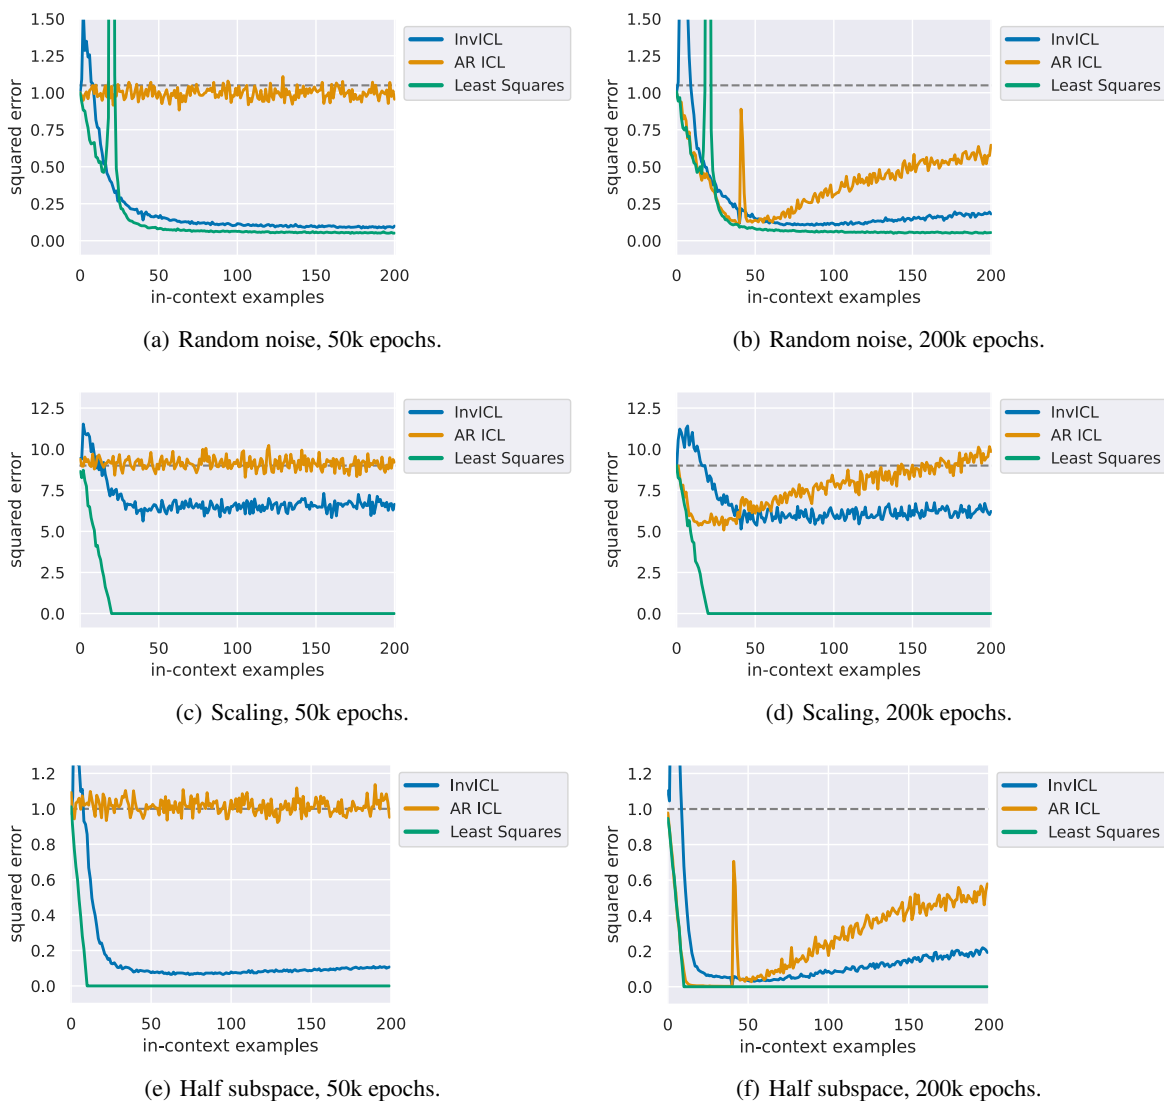 1.50
1.25
1.00
0.75
0.50
0.25
0.00
squared error
0 50 100 150 200
in-context examples
InvICL
AR ICL
Least Squares
(a) Random noise, 50k epochs.
1.50
1.25
1.00
0.75
0.50
0.25
0.00
squared error
0 50 100 150 200
in-context examples
InvICL
AR ICL
Least Squares
(b) Random noise, 200k epochs.
12.5
10.0
7.5
5.0
2.5
0.0
squared error
0 50 100 150 200
in-context examples
InvICL
AR ICL
Least Squares
(c) Scaling, 50k epochs.
12.5
10.0
7.5
5.0
2.5
0.0
squared error
0 50 100 150 200
in-context examples
InvICL
AR ICL
Least Squares
(d) Scaling, 200k epochs.
1.2
1.0
0.8
0.6
0.4
0.2
0.0
squared error
0 50 100 150 200
in-context examples
InvICL
AR ICL
Least Squares
(e) Half subspace, 50k epochs.
1.2
1.0
0.8
0.6
0.4
0.2
0.0
squared error
0 50 100 150 200
in-context examples
InvICL
AR ICL
Least Squares
(f) Half subspace, 200k epochs.